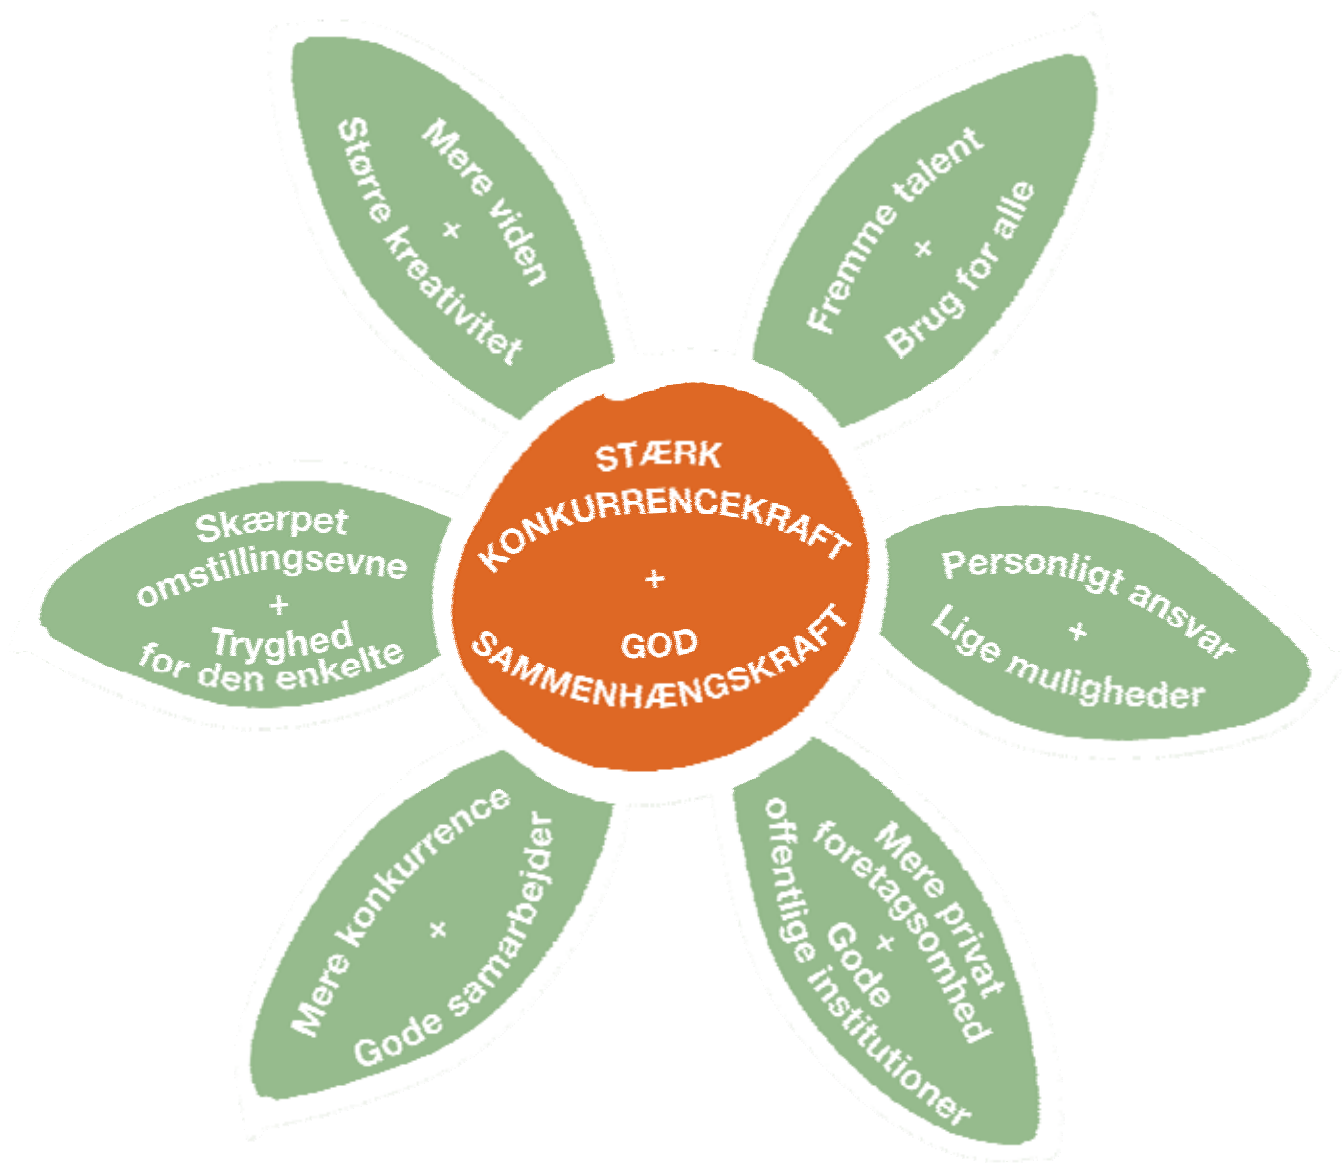 Mere viden
+
Større kreativitet
Fremme talent
+
Brug for alle
STÆRK
KONKURRENCEKRAFT
+
GOD
SAMMENHÆNGSKRAFT
Skærpet
omstillingsevne
+
Tryghed
for den enkelte
Personligt ansvar
+
Lige muligheder
Mere konkurrence
+
Gode samarbejder
Mere privat
foretagsomhed
+
Gode
offentlige institutioner